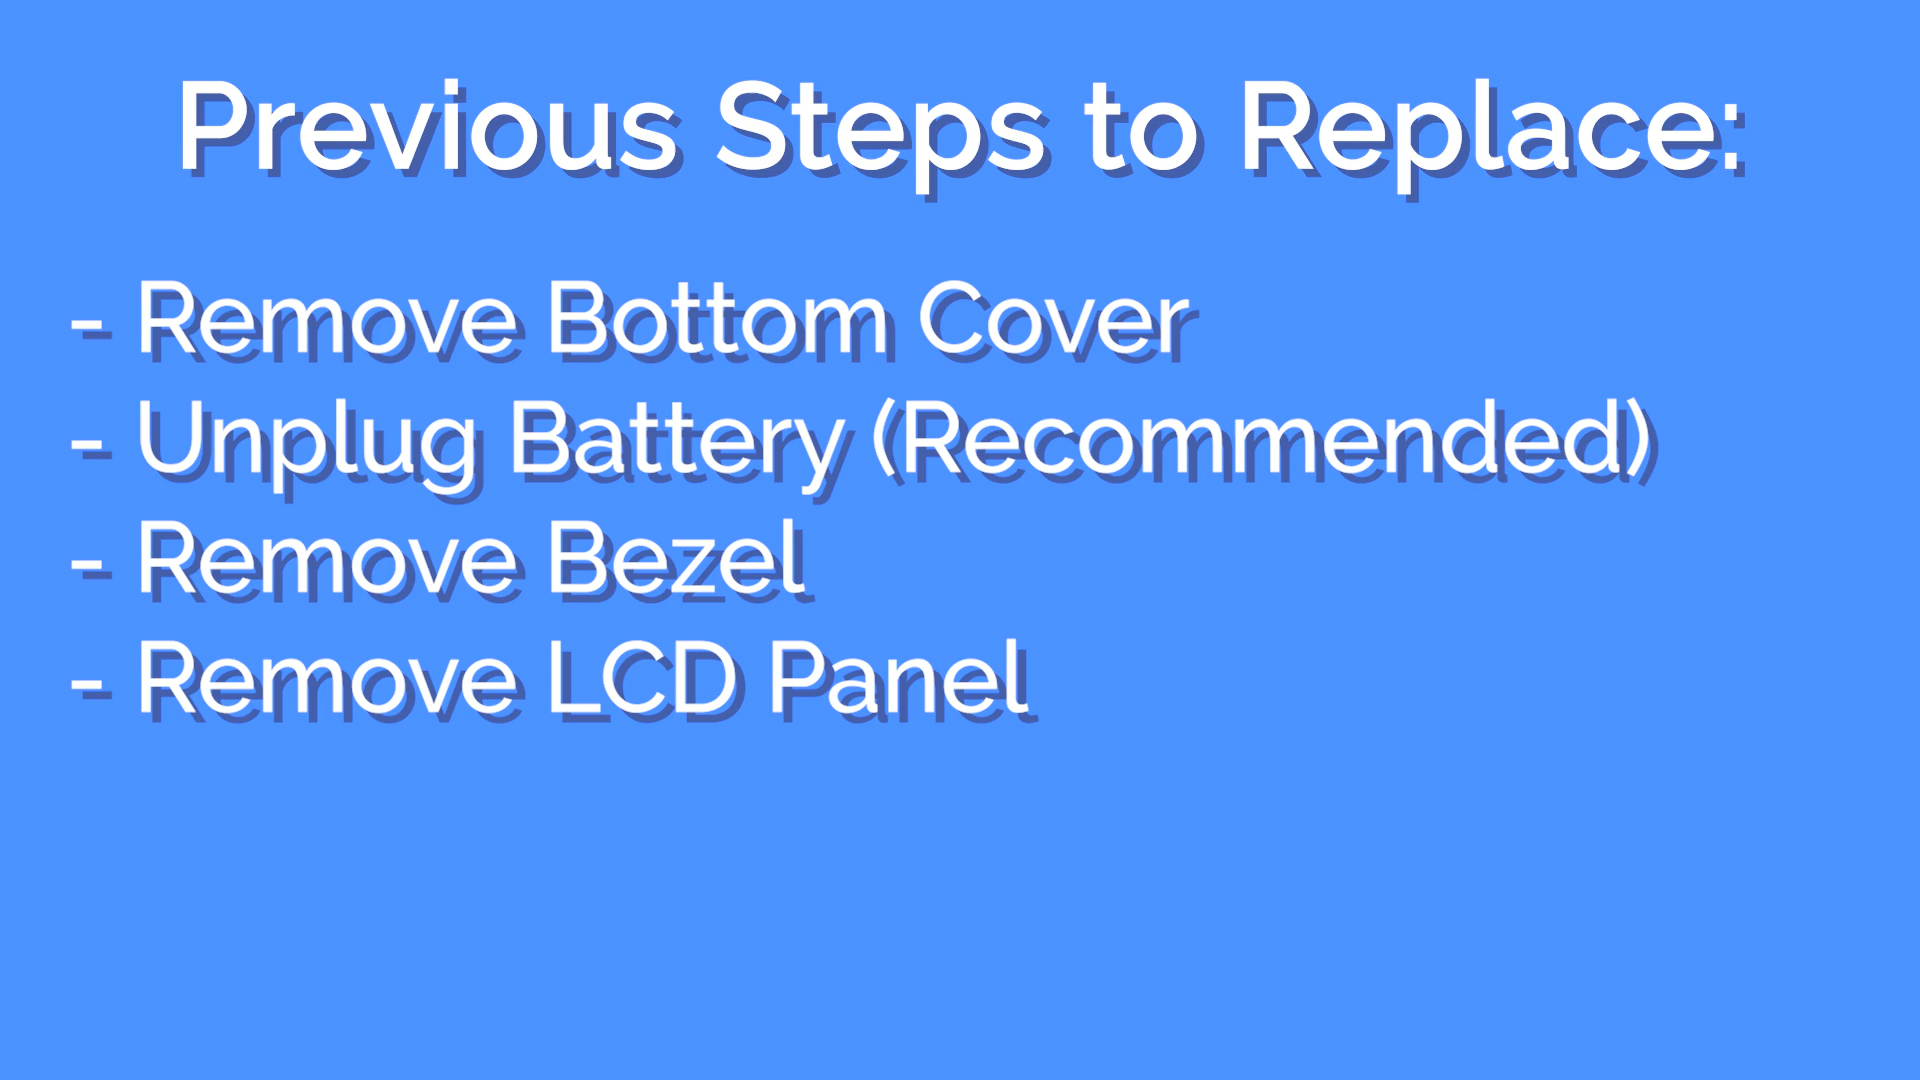 Previous Steps to Replace:
- Remove Bottom Cover
- Unplug Battery (Recommended)
- Remove Bezel
- Remove LCD Panel